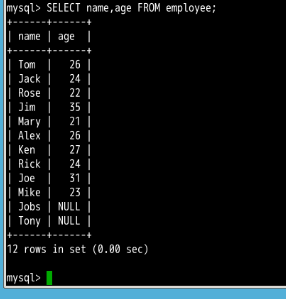 mysql> SELECT name,age FROM employee;
+------+------+
| name | age  |
+------+------+
| Tom  |   26 |
| Jack |   24 |
| Rose |   22 |
| Jim  |   35 |
| Mary |   21 |
| Alex |   26 |
| Ken  |   27 |
| Rick |   24 |
| Joe  |   31 |
| Mike |   23 |
| Jobs | NULL |
| Tony | NULL |
+------+------+
12 rows in set (0.00 sec)
mysql>